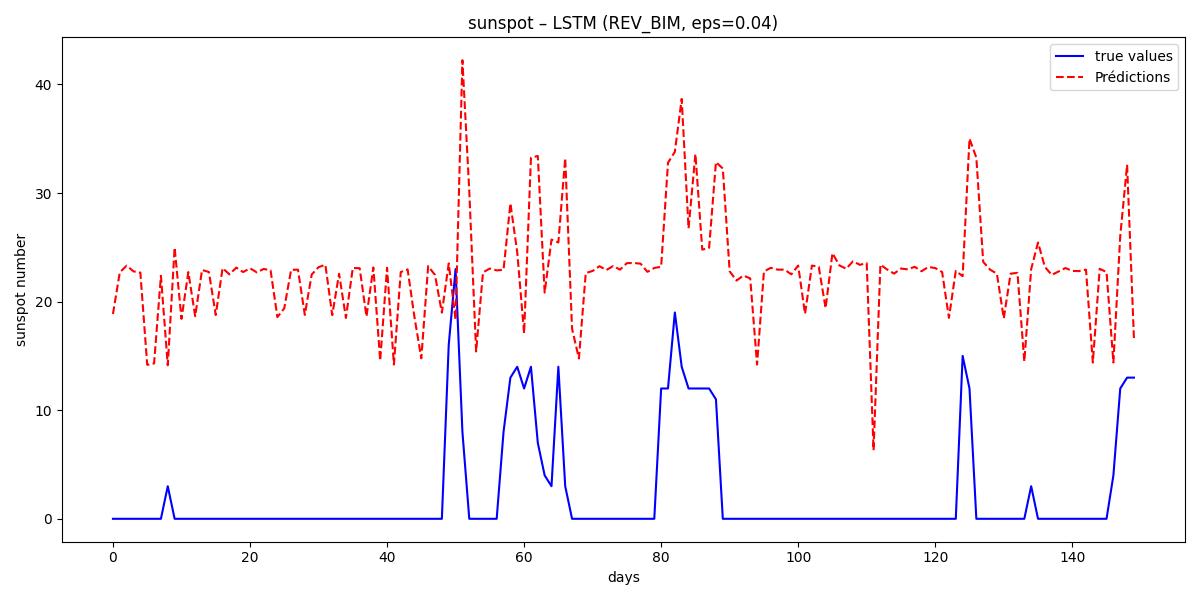 sunspot – LSTM (REV_BIM, eps=0.04)
true values
Prédictions
sunspot number
40
30
20
10
0
0 20 40 60 80 100 120 140
days